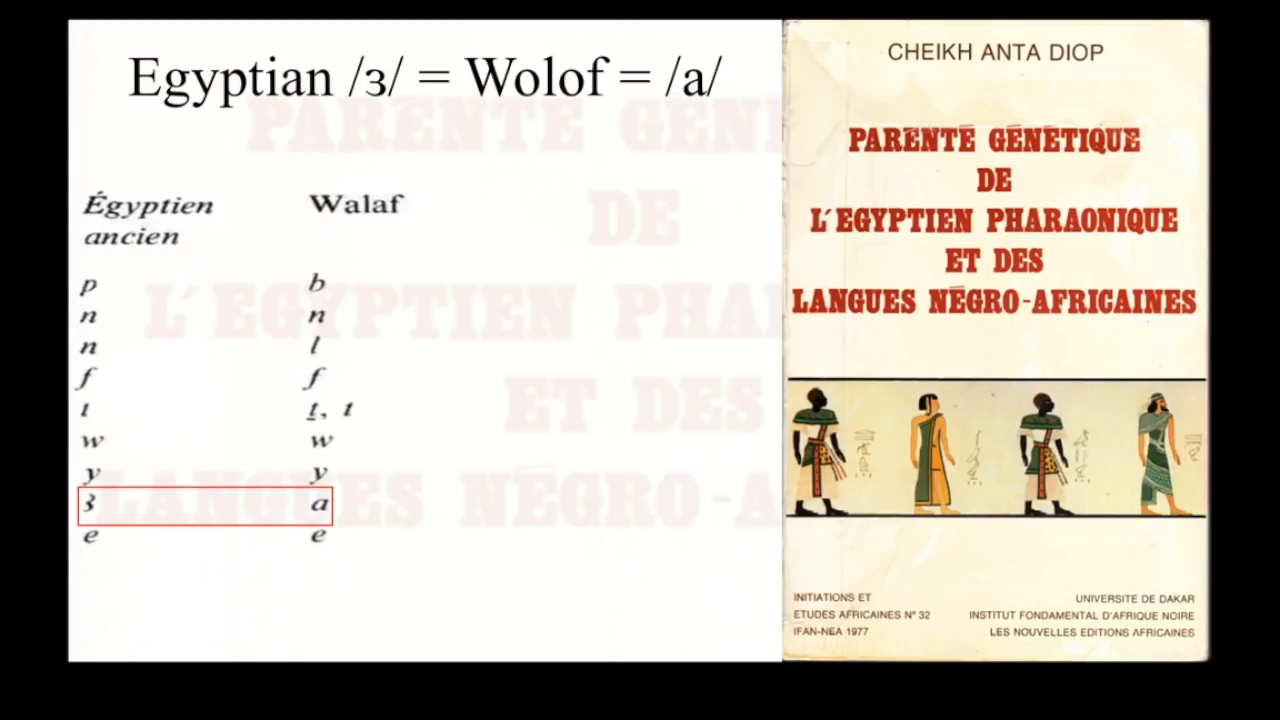 Egyptian /ɜ/ = Wolof = /a/
Égyptien Walaf
ancien
p b
n n
n l
f f
t ṯ, t
w w
y y
ꜣ a
e e
CHEIKH ANTA DIOP
PARENTÉ GÉNÉTIQUE
DE
L'EGYPTIEN PHARAONIQUE
ET DES
LANGUES NÉGRO-AFRICAINES
INITIATIONS ET
ETUDES AFRICAINES N° 32
IFAN-NEA 1977
UNIVERSITE DE DAKAR
INSTITUT FONDAMENTAL D'AFRIQUE NOIRE
LES NOUVELLES EDITIONS AFRICAINES